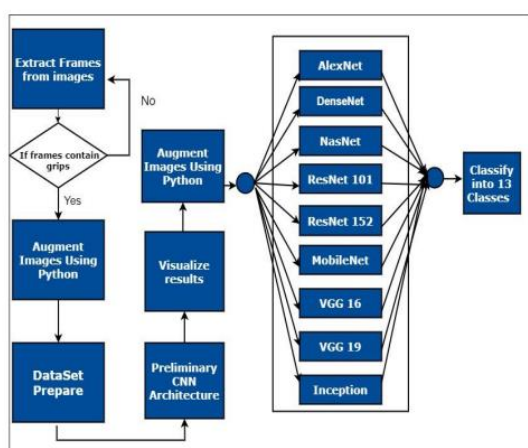 Extract Frames
from images
No
If frames contain
grips
Yes
Augment
Images Using
Python
DataSet
Prepare
Preliminary
CNN
Architecture
Visualize
results
Augment
Images Using
Python
AlexNet
DenseNet
NasNet
ResNet 101
ResNet 152
MobileNet
VGG 16
VGG 19
Inception
Classify
into 13
Classes